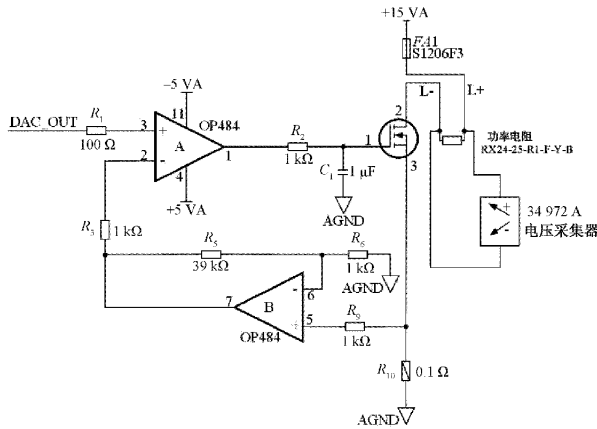 +15 VA
FA1
S1206F3
-5 VA
L-
L+
DAC_OUT
R1
100 Ω
3
+
11
OP484
A
2
-
4
1
+5 VA
R2
1 kΩ
C1
1 μF
AGND
1
2
3
功率电阻
RX24-25-R1-F-Y-B
+
-
34 972 A
电压采集器
R3
1 kΩ
R5
39 kΩ
R6
1 kΩ
AGND
7
B
-
6
+
5
OP484
R9
1 kΩ
R10
0.1 Ω
AGND